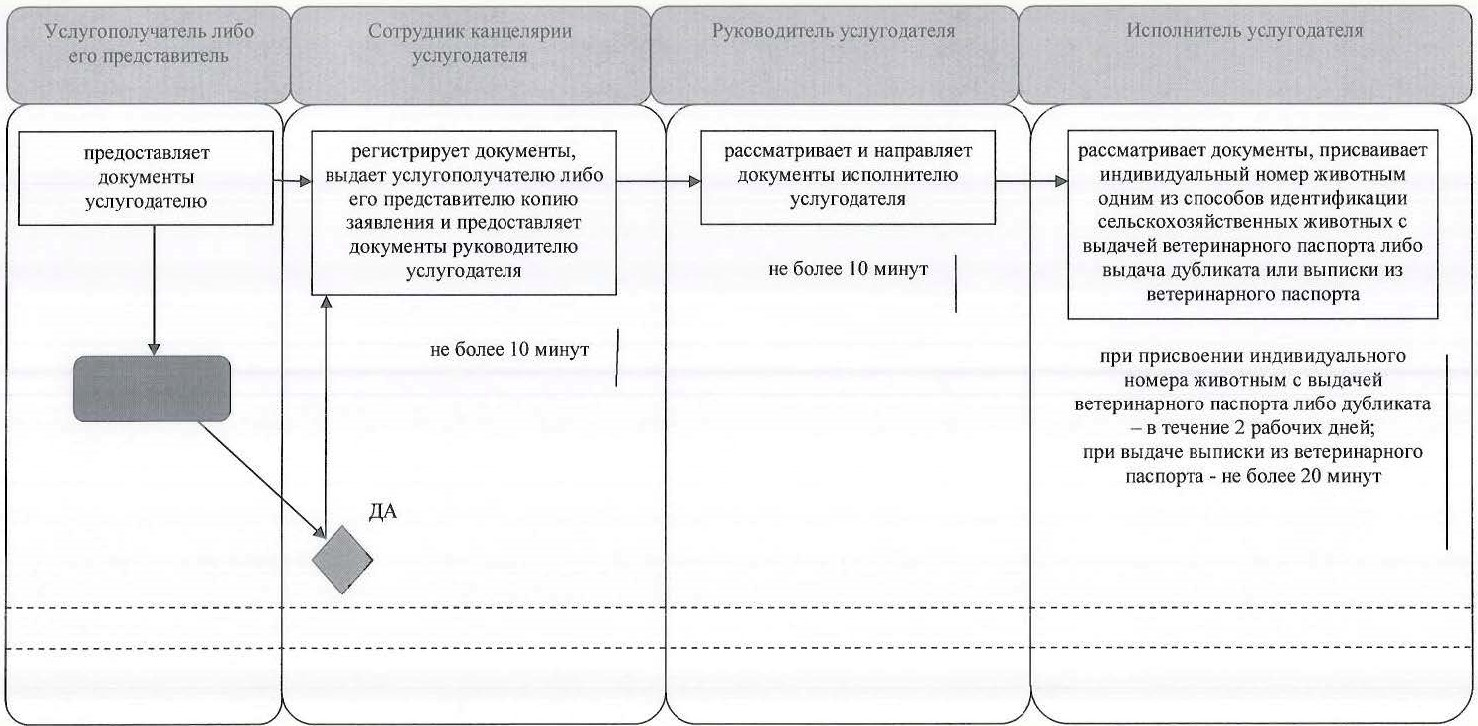 Услугополучатель либо
его представитель
Сотрудник канцелярии
услугодателя
Руководитель услугодателя
Исполнитель услугодателя
предоставляет
документы
услугодателю
регистрирует документы,
выдает услугополучателю либо
его представителю копию
заявления и предоставляет
документы руководителю
услугодателя
не более 10 минут
ДА
рассматривает и направляет
документы исполнителю
услугодателя
не более 10 минут
рассматривает документы, присваивает
индивидуальный номер животным
одним из способов идентификации
сельскохозяйственных животных с
выдачей ветеринарного паспорта либо
выдача дубликата или выписки из
ветеринарного паспорта
при присвоении индивидуального
номера животным с выдачей
ветеринарного паспорта либо дубликата
– в течение 2 рабочих дней;
при выдаче выписки из ветеринарного
паспорта - не более 20 минут